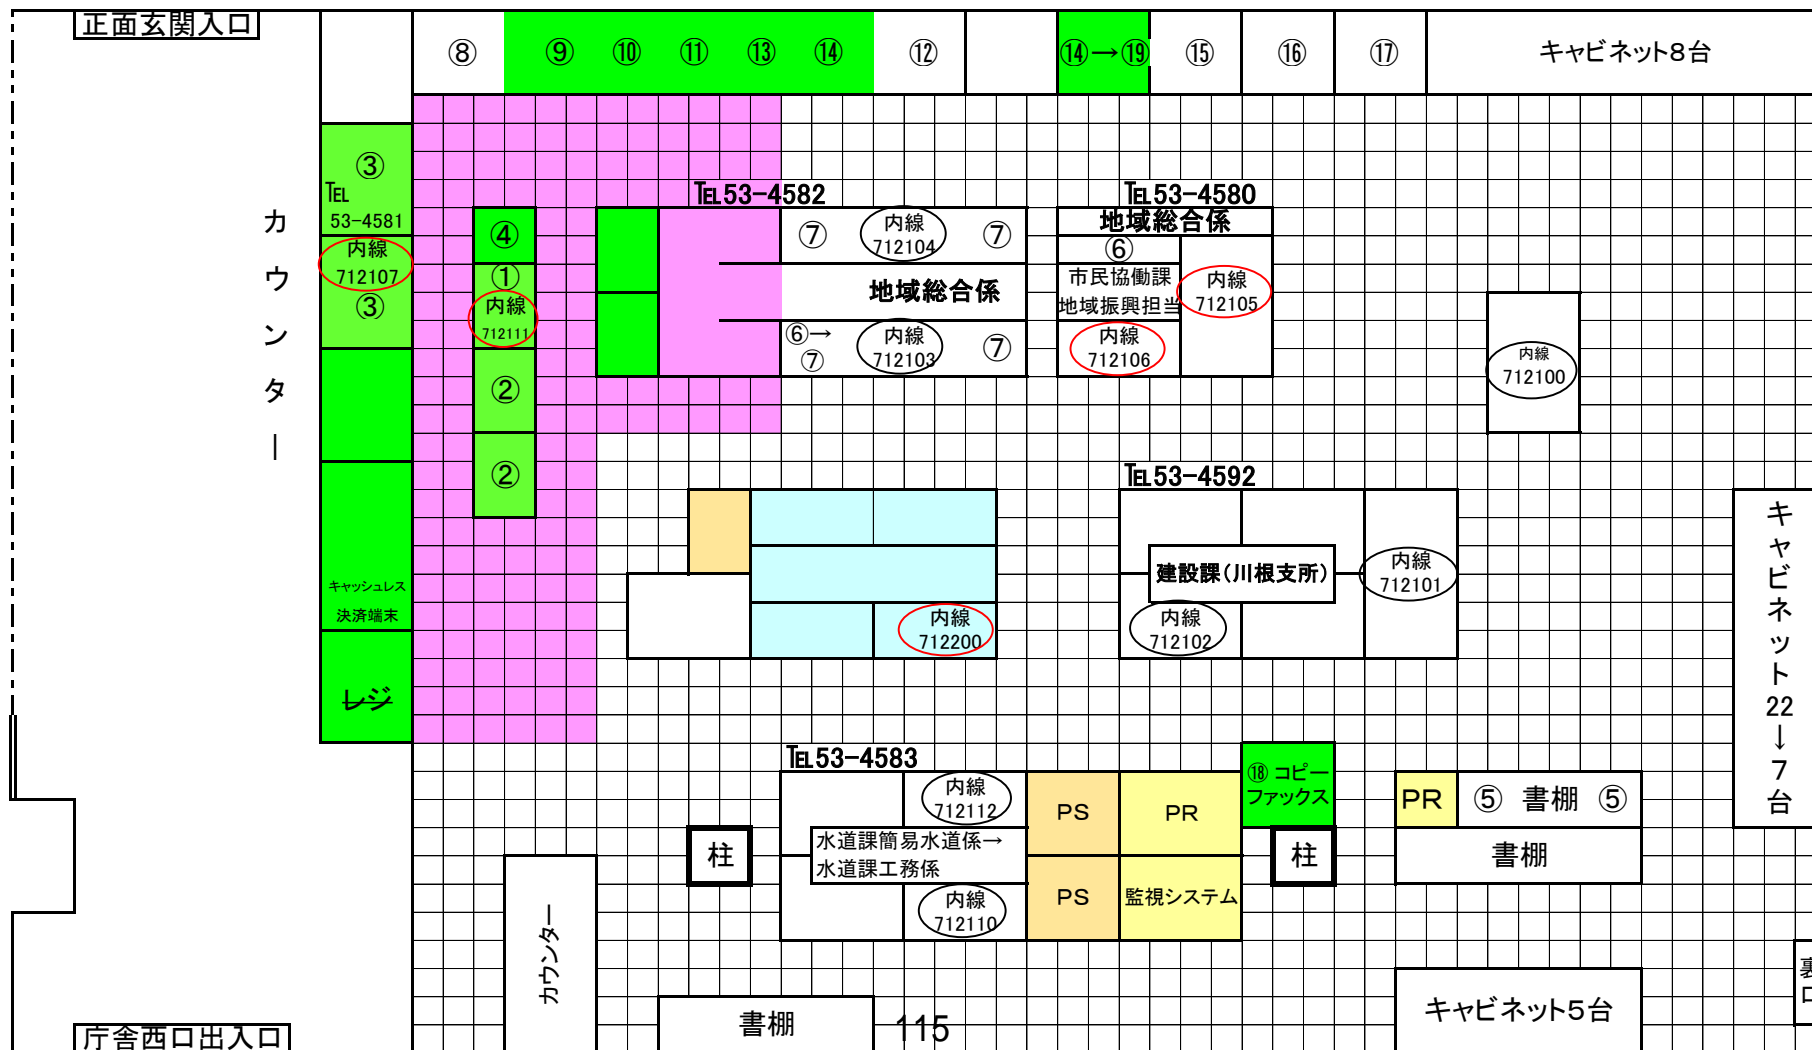 正面玄関入口
⑧
⑨
⑩
⑪
⑬
⑭
⑫
⑭→⑲
⑮
⑯
⑰
キャビネット8台
③
℡
53-4581
内線
712107
③
カウンター
④
①
内線
712111
②
②
℡53-4582
⑦
内線
712104
⑦
地域総合係
⑥→
⑦
内線
712103
⑦
℡53-4580
地域総合係
⑥
市民協働課
地域振興担当
内線
712105
内線
712106
内線
712100
キャッシュレス
決済端末
レジ
内線
712200
℡53-4592
建設課(川根支所)
内線
712101
内線
712102
キャビネット22→7台
℡53-4583
内線
712112
水道課簡易水道係→
水道課工務係
内線
712110
PS
PR
PS
監視システム
⑱コピー
ファックス
柱
柱
PR
⑤ 書棚 ⑤
書棚
カウンター
書棚
115
キャビネット5台
裏口
庁舎西口出入口